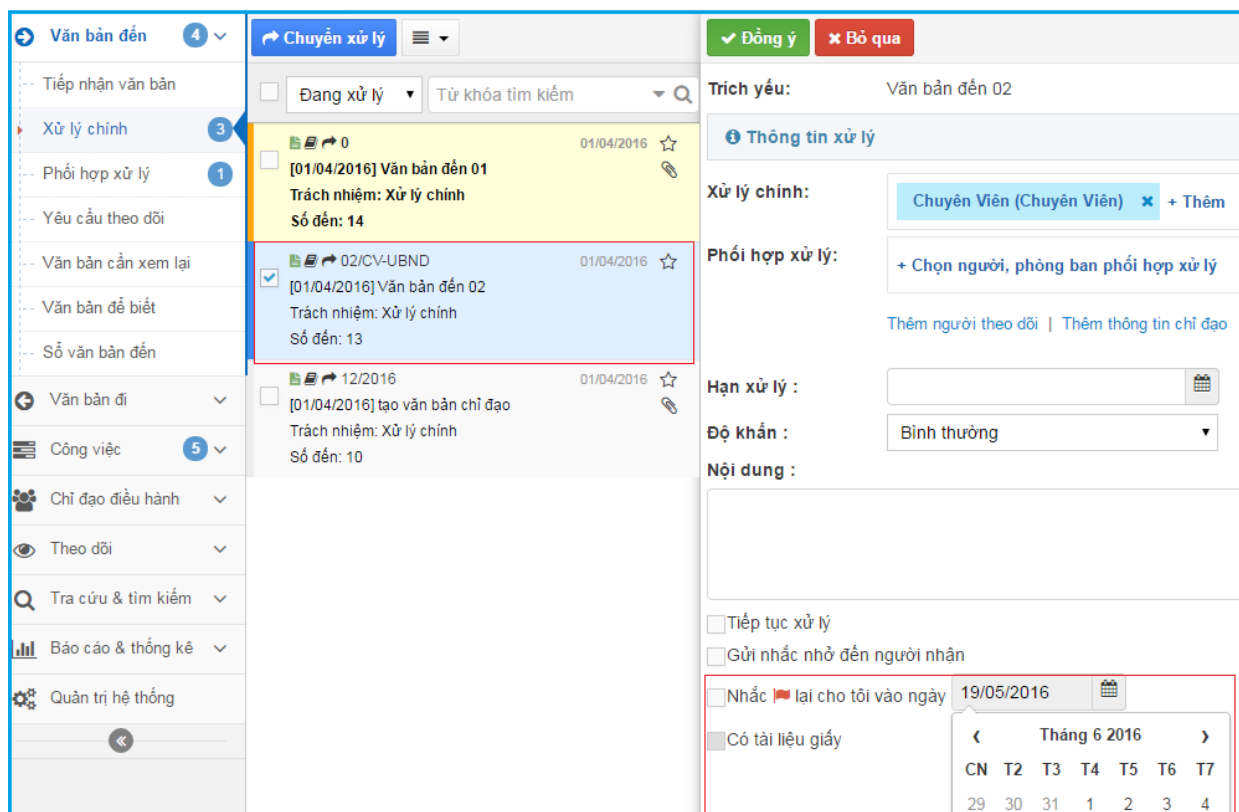 Văn bản đến 4
Tiếp nhận văn bản
Xử lý chính 3
Phối hợp xử lý 1
Yêu cầu theo dõi
Văn bản cần xem lại
Văn bản để biết
Sổ văn bản đến
Văn bản đi
Công việc 5
Chỉ đạo điều hành
Theo dõi
Tra cứu & tìm kiếm
Báo cáo & thống kê
Quản trị hệ thống
Chuyển xử lý
Đang xử lý Từ khóa tìm kiếm
0 01/04/2016
[01/04/2016] Văn bản đến 01
Trách nhiệm: Xử lý chính
Số đến: 14
02/CV-UBND 01/04/2016
[01/04/2016] Văn bản đến 02
Trách nhiệm: Xử lý chính
Số đến: 13
12/2016 01/04/2016
[01/04/2016] tạo văn bản chỉ đạo
Trách nhiệm: Xử lý chính
Số đến: 10
Đồng ý Bỏ qua
Trích yếu: Văn bản đến 02
Thông tin xử lý
Xử lý chính: Chuyên Viên (Chuyên Viên) × + Thêm
Phối hợp xử lý: + Chọn người, phòng ban phối hợp xử lý
Thêm người theo dõi | Thêm thông tin chỉ đạo
Hạn xử lý :
Độ khẩn : Bình thường
Nội dung :
Tiếp tục xử lý
Gửi nhắc nhở đến người nhận
Nhắc lại cho tôi vào ngày 19/05/2016
Có tài liệu giấy
Tháng 6 2016
CN T2 T3 T4 T5 T6 T7
29 30 31 1 2 3 4